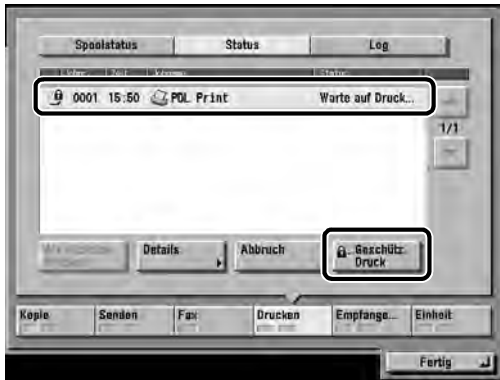 Spoolstatus Status Log
0001 15:50 PDL Print Warte auf Druck...
1/1
Details Abbruch Geschütz.
Druck
Kopie Senden Fax Drucken Empfange... Einheit
Fertig